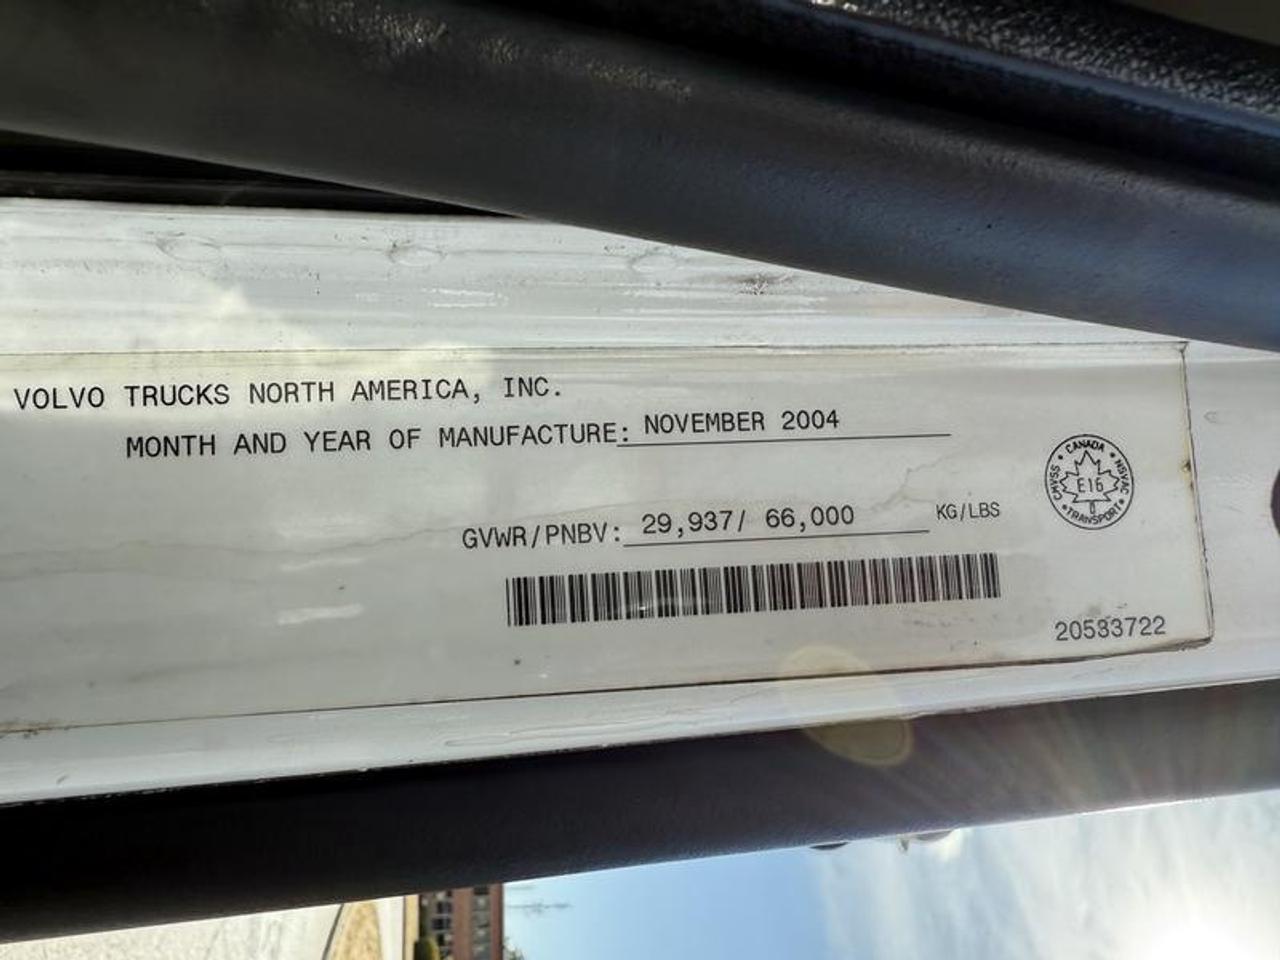 VOLVO TRUCKS NORTH AMERICA, INC.
MONTH AND YEAR OF MANUFACTURE: NOVEMBER 2004
GVWR/PNBV: 29,937/ 66,000 KG/LBS
CANADA
CMVSS NSVAC
E16
0
TRANSPORT
20583722